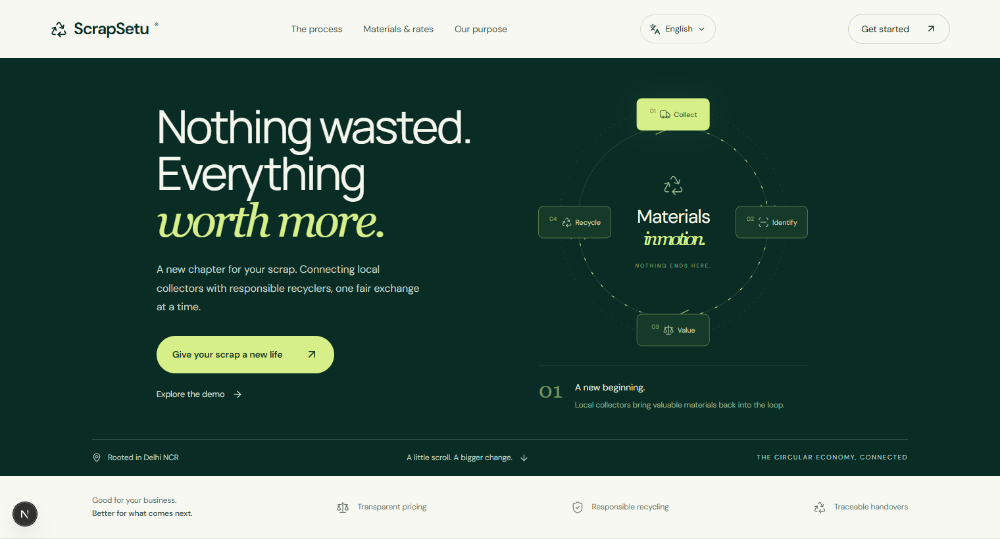 ScrapSetu ®
The process
Materials & rates
Our purpose
English
Get started
Nothing wasted.
Everything
worth more.
A new chapter for your scrap. Connecting local
collectors with responsible recyclers, one fair exchange
at a time.
Give your scrap a new life
Explore the demo
01 Collect
02 Identify
03 Value
04 Recycle
Materials
in motion.
NOTHING ENDS HERE.
01
A new beginning.
Local collectors bring valuable materials back into the loop.
Rooted in Delhi NCR
A little scroll. A bigger change.
THE CIRCULAR ECONOMY, CONNECTED
Good for your business.
Better for what comes next.
Transparent pricing
Responsible recycling
Traceable handovers
N